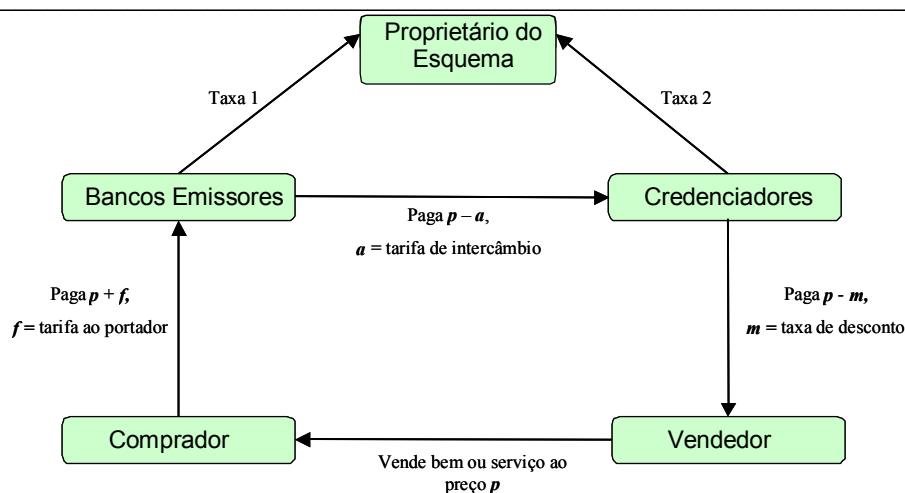 Proprietário do
Esquema
Taxa 1
Taxa 2
Bancos Emissores
Credenciadores
Paga p – a,
a = tarifa de intercâmbio
Paga p + f,
f = tarifa ao portador
Paga p - m,
m = taxa de desconto
Comprador
Vendedor
Vende bem ou serviço ao
preço p